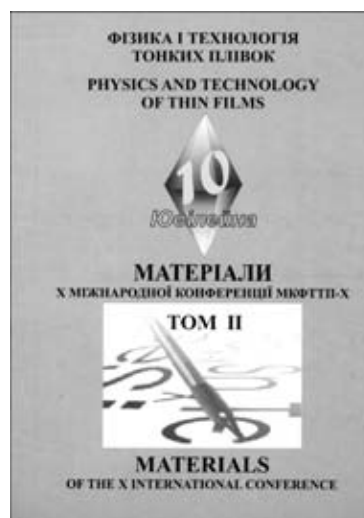 ФІЗИКА І ТЕХНОЛОГІЯ
ТОНКИХ ПЛІВОК
PHYSICS AND TECHNOLOGY
OF THIN FILMS
10
Ювілейна
МАТЕРІАЛИ
X МІЖНАРОДНОЇ КОНФЕРЕНЦІЇ МКФТТП-X
ТОМ II
MATERIALS
OF THE X INTERNATIONAL CONFERENCE